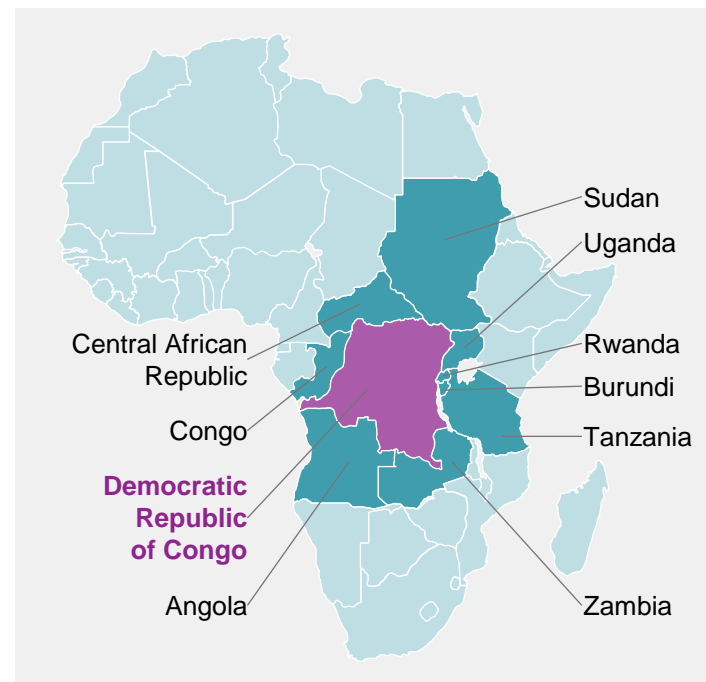 Sudan
Uganda
Central African
Republic
Rwanda
Burundi
Congo
Tanzania
Democratic
Republic
of Congo
Angola
Zambia